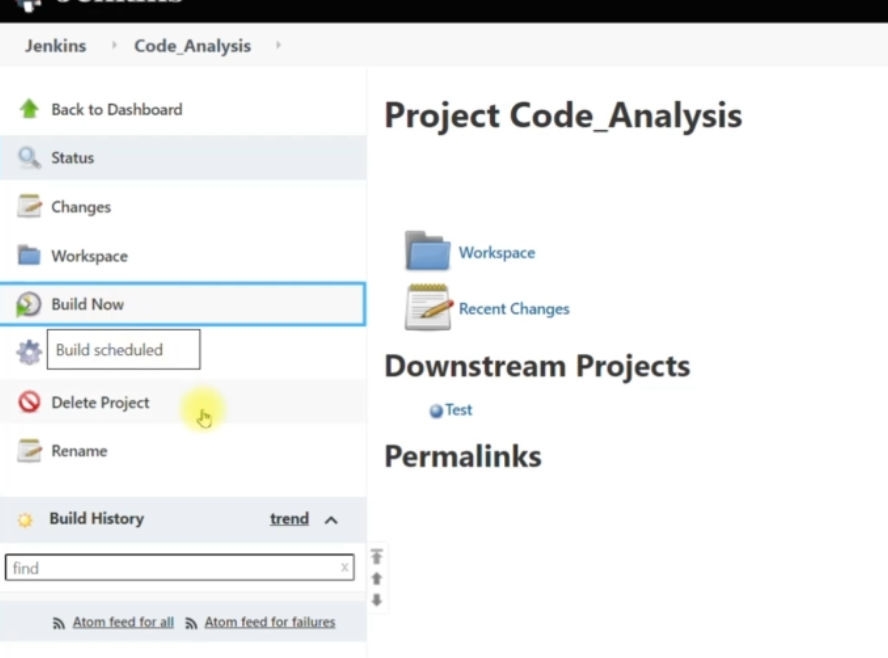 Jenkins
Jenkins Code_Analysis
Back to Dashboard
Status
Changes
Workspace
Build Now
Build scheduled
Delete Project
Rename
Build History trend
find x
Atom feed for all Atom feed for failures
Project Code_Analysis
Workspace
Recent Changes
Downstream Projects
Test
Permalinks